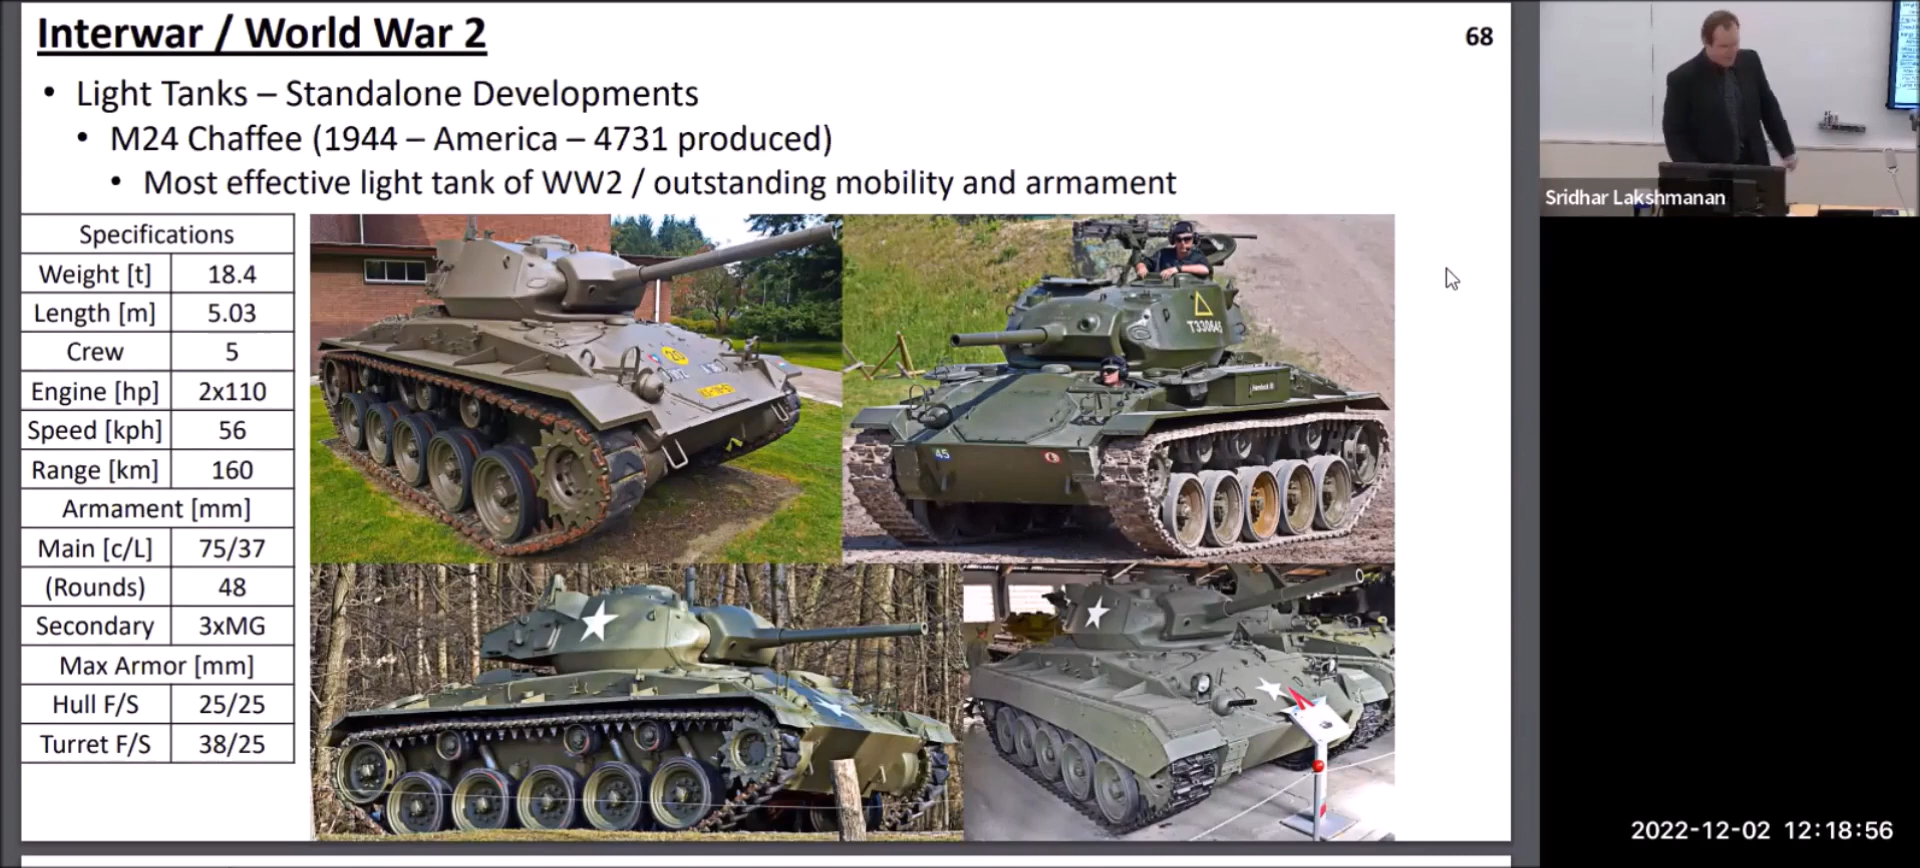 Interwar / World War 2
68
• Light Tanks – Standalone Developments
• M24 Chaffee (1944 – America – 4731 produced)
• Most effective light tank of WW2 / outstanding mobility and armament
Specifications
Weight [t] 18.4
Length [m] 5.03
Crew 5
Engine [hp] 2x110
Speed [kph] 56
Range [km] 160
Armament [mm]
Main [c/L] 75/37
(Rounds) 48
Secondary 3xMG
Max Armor [mm]
Hull F/S 25/25
Turret F/S 38/25
20
T330645
45
Sridhar Lakshmanan
2022-12-02 12:18:56